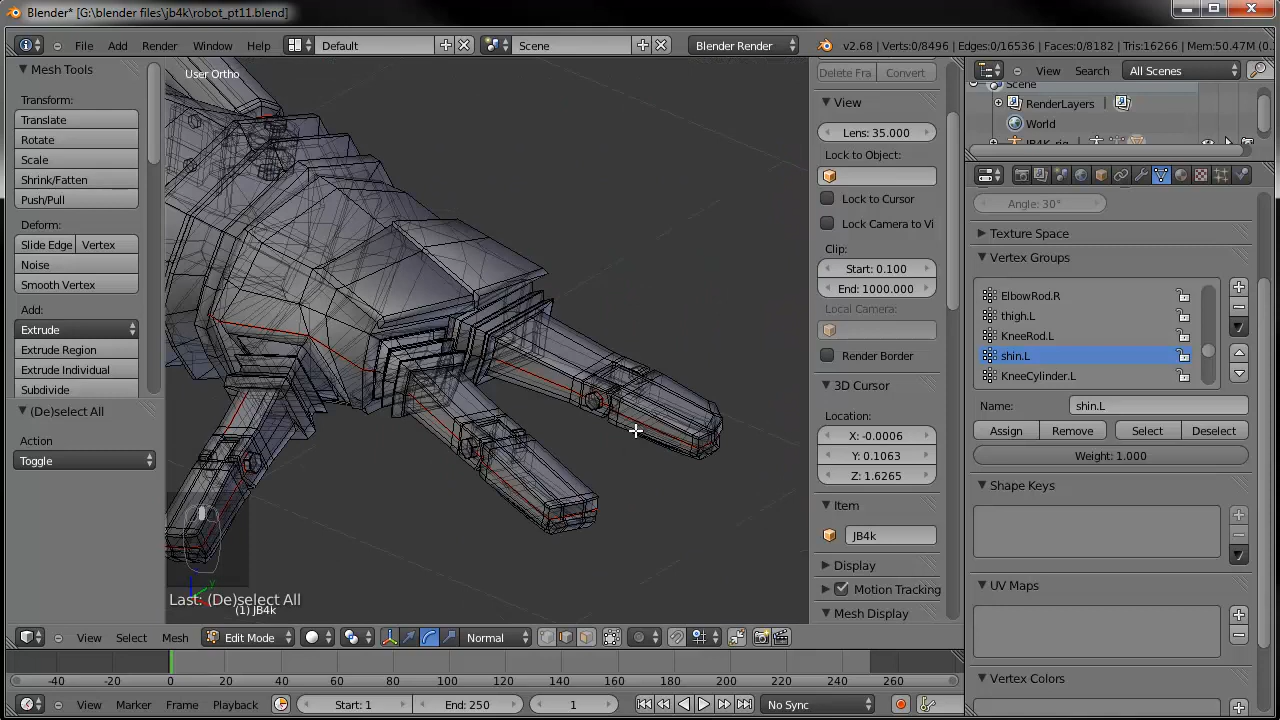 Blender* [G:\blender files\jb4k\robot_pt11.blend]
File Add Render Window Help Default Scene Blender Render v2.68 | Verts:0/8496 | Edges:0/16536 | Faces:0/8182 | Tris:16266 | Mem:50.47M (0.
Mesh Tools
Transform:
Translate
Rotate
Scale
Shrink/Fatten
Push/Pull
Deform:
Slide Edge Vertex
Noise
Smooth Vertex
Add:
Extrude
Extrude Region
Extrude Individual
Subdivide
(De)select All
Action
Toggle
User Ortho
Last: (De)select All
(1) JB4k
Delete Fra Convert
View
Lens: 35.000
Lock to Object:
Lock to Cursor
Lock Camera to Vi
Clip:
Start: 0.100
End: 1000.000
Local Camera:
Render Border
3D Cursor
Location:
X: -0.0006
Y: 0.1063
Z: 1.6265
Item
JB4k
Display
Motion Tracking
Mesh Display
View Search All Scenes
Scene
RenderLayers
World
JB4K_rig
Angle: 30°
Texture Space
Vertex Groups
ElbowRod.R
thigh.L
KneeRod.L
shin.L
KneeCylinder.L
Name: shin.L
Assign Remove Select Deselect
Weight: 1.000
Shape Keys
UV Maps
Vertex Colors
View Select Mesh Edit Mode Normal
-40 -20 0 20 40 60 80 100 120 140 160 180 200 220 240 260
View Marker Frame Playback Start: 1 End: 250 1 No Sync